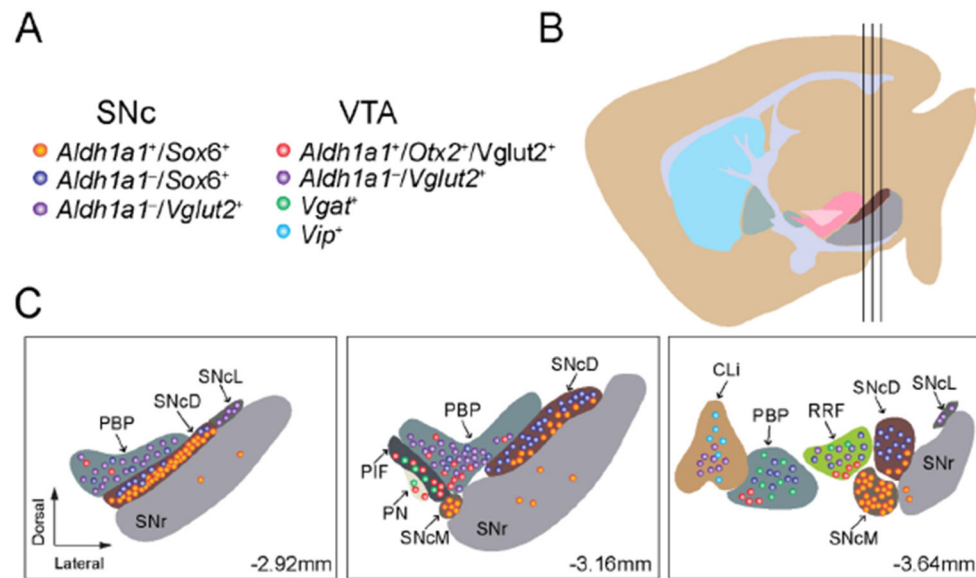 A
B
SNc
VTA
Aldh1a1⁺/Sox6⁺
Aldh1a1⁻/Sox6⁺
Aldh1a1⁻/Vglut2⁺
Aldh1a1⁺/Otx2⁺/Vglut2⁺
Aldh1a1⁻/Vglut2⁺
Vgat⁺
Vip⁺
C
PBP
SNcD
SNcL
SNr
Dorsal
Lateral
-2.92mm
PIF
PN
SNcM
PBP
SNcD
SNr
-3.16mm
CLi
PBP
RRF
SNcD
SNcL
SNr
SNcM
-3.64mm